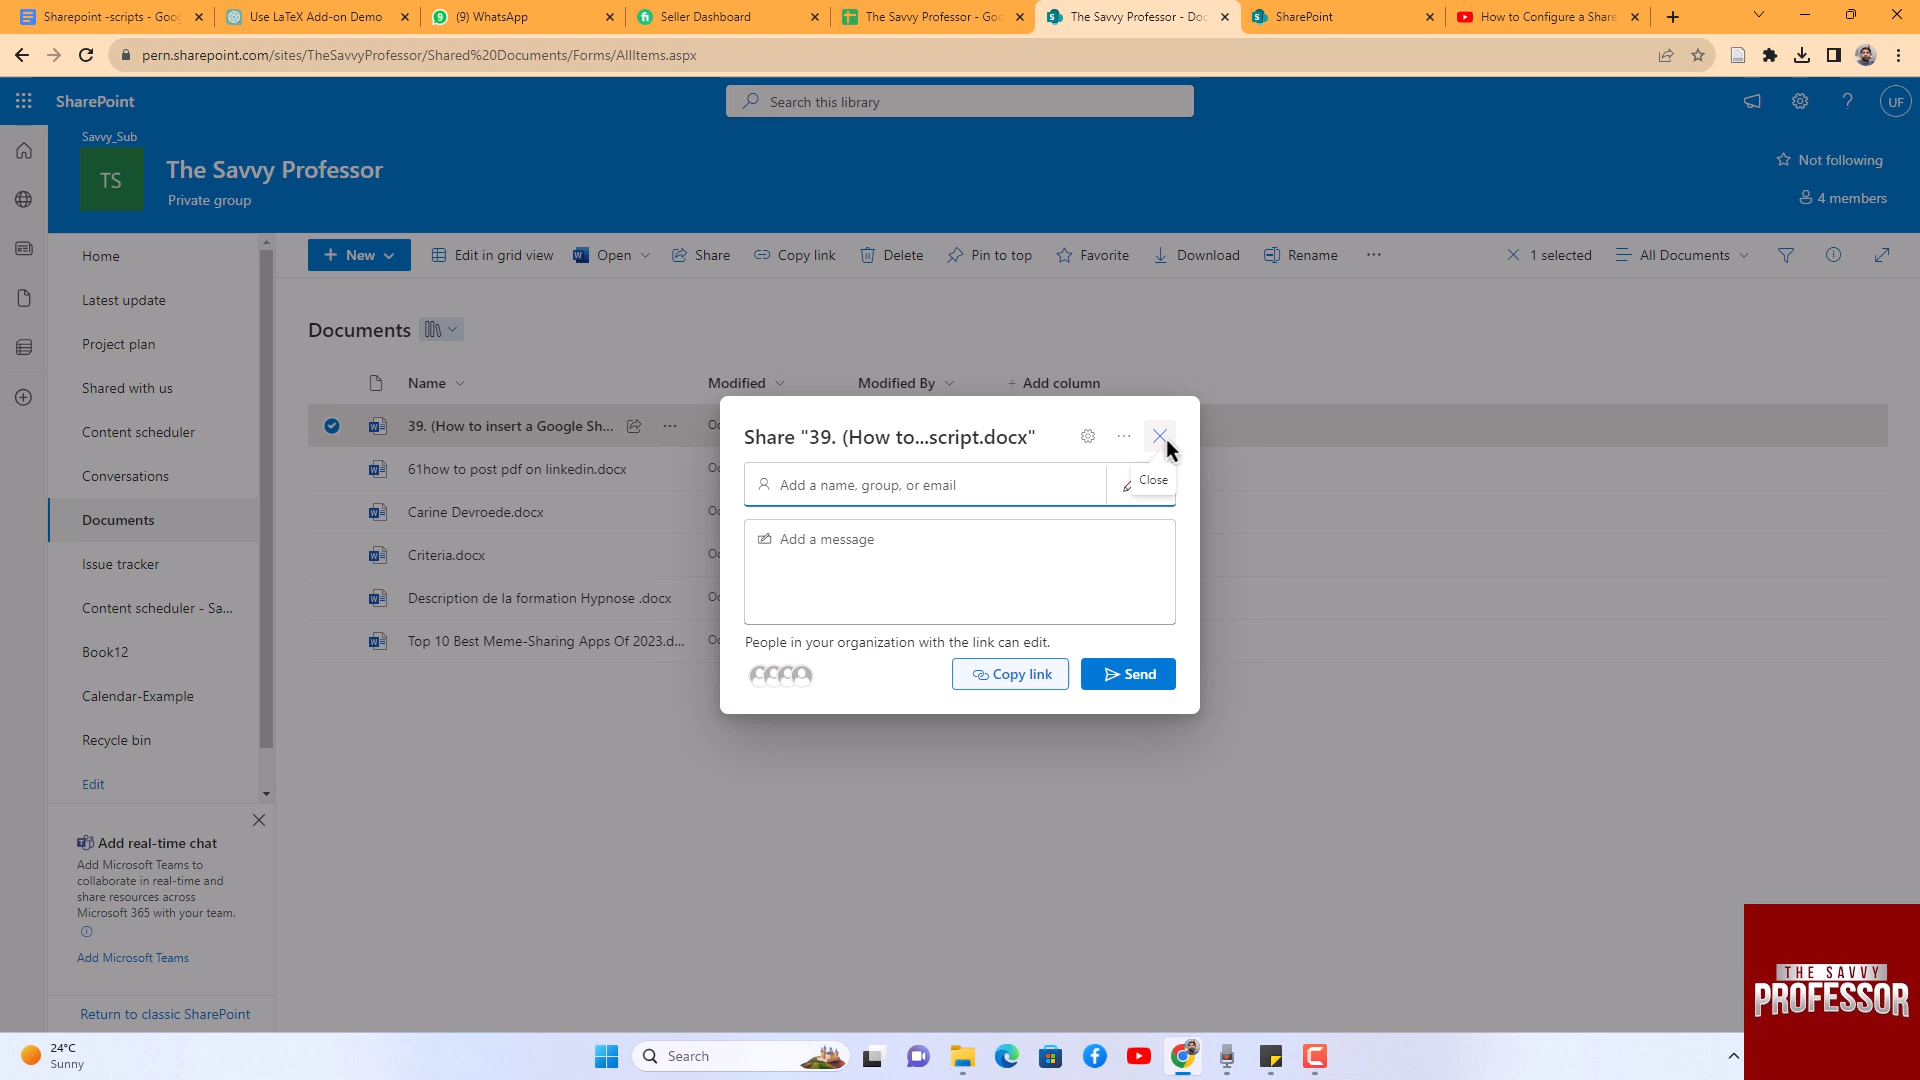 Sharepoint -scripts - Goo
Use LaTeX Add-on Demo
(9) WhatsApp
Seller Dashboard
The Savvy Professor - Goo
The Savvy Professor - Doc
SharePoint
How to Configure a Share
pern.sharepoint.com/sites/TheSavvyProfessor/Shared%20Documents/Forms/AllItems.aspx
SharePoint
Search this library
UF
Savvy_Sub
TS
The Savvy Professor
Private group
Not following
4 members
Home
Latest update
Project plan
Shared with us
Content scheduler
Conversations
Documents
Issue tracker
Content scheduler - Sa...
Book12
Calendar-Example
Recycle bin
Edit
Add real-time chat
Add Microsoft Teams to
collaborate in real-time and
share resources across
Microsoft 365 with your team.
Add Microsoft Teams
Return to classic SharePoint
New
Edit in grid view
Open
Share
Copy link
Delete
Pin to top
Favorite
Download
Rename
1 selected
All Documents
Documents
Name
Modified
Modified By
Add column
39. (How to insert a Google Sh...
61how to post pdf on linkedin.docx
Carine Devroede.docx
Criteria.docx
Description de la formation Hypnose .docx
Top 10 Best Meme-Sharing Apps Of 2023.d...
Share "39. (How to...script.docx"
Add a name, group, or email
Close
Add a message
People in your organization with the link can edit.
Copy link
Send
THE SAVVY
PROFESSOR
24°C
Sunny
Search